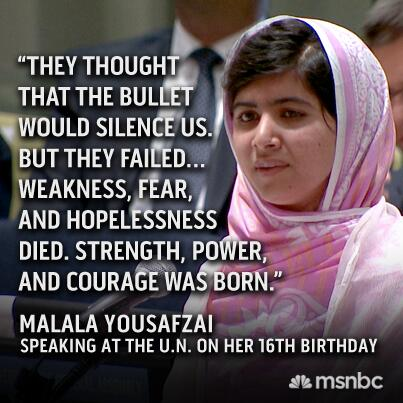 “THEY THOUGHT
THAT THE BULLET
WOULD SILENCE US.
BUT THEY FAILED...
WEAKNESS, FEAR,
AND HOPELESSNESS
DIED. STRENGTH, POWER,
AND COURAGE WAS BORN.”
MALALA YOUSAFZAI
SPEAKING AT THE U.N. ON HER 16TH BIRTHDAY
msnbc